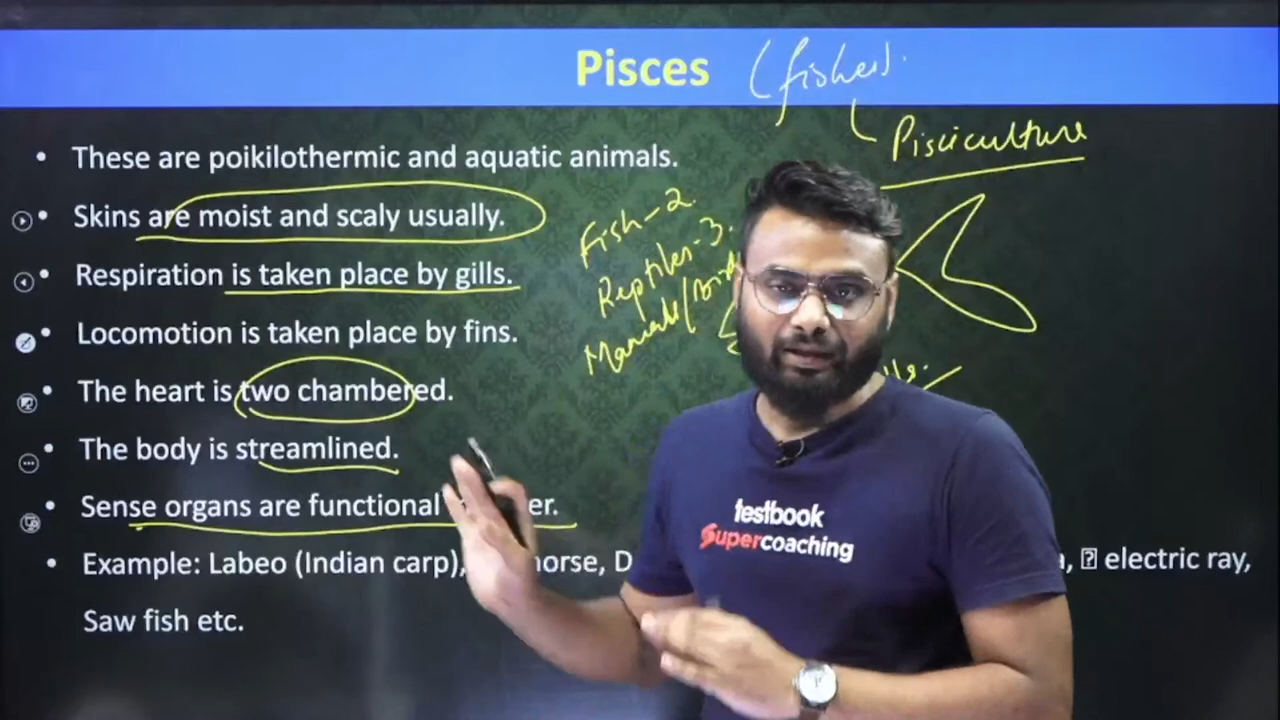 Pisces (fishes).
Pisciculture
• These are poikilothermic and aquatic animals.
• Skins are moist and scaly usually.
Fish - 2.
Reptiles - 3.
• Respiration is taken place by gills.
• Locomotion is taken place by fins.
• The heart is two chambered.
• The body is streamlined.
• Sense organs are functional
• Example: Labeo (Indian carp), electric ray,
Saw fish etc.
testbook
Supercoaching